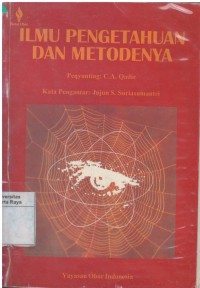 ILMU PENGETAHUAN
DAN METODENYA
Penyunting: C.A. Qadir
Kata Pengantar: Jujun S. Suriasumantri
Yayasan Obor Indonesia